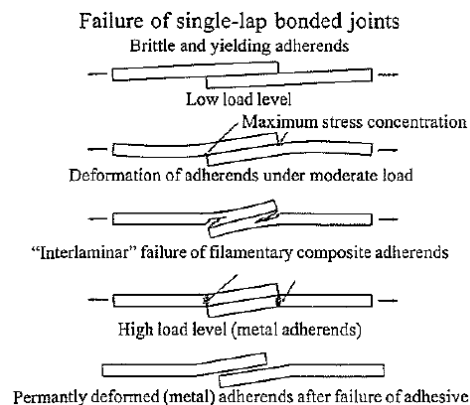 Failure of single-lap bonded joints
Brittle and yielding adherends
Low load level
Maximum stress concentration
Deformation of adherends under moderate load
“Interlaminar” failure of filamentary composite adherends
High load level (metal adherends)
Permantly deformed (metal) adherends after failure of adhesive